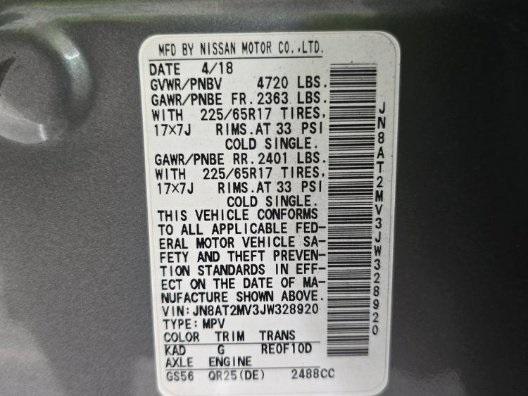 MFD BY NISSAN MOTOR CO.,LTD.
DATE 4/18
GVWR/PNBV 4720 LBS.
GAWR/PNBE FR.2363 LBS.
WITH 225/65R17 TIRES,
17×7J RIMS.AT 33 PSI
COLD SINGLE.
GAWR/PNBE RR.2401 LBS.
WITH 225/65R17 TIRES,
17×7J RIMS.AT 33 PSI
COLD SINGLE.
THIS VEHICLE CONFORMS
TO ALL APPLICABLE FED-
ERAL MOTOR VEHICLE SA-
FETY AND THEFT PREVEN-
TION STANDARDS IN EFF-
ECT ON THE DATE OF MA-
NUFACTURE SHOWN ABOVE.
VIN:JN8AT2MV3JW328920
TYPE: MPV
COLOR TRIM TRANS
KAD G RE0F10D
AXLE ENGINE
GS56 QR25(DE) 2488CC
JN8AT2MV3JW328920